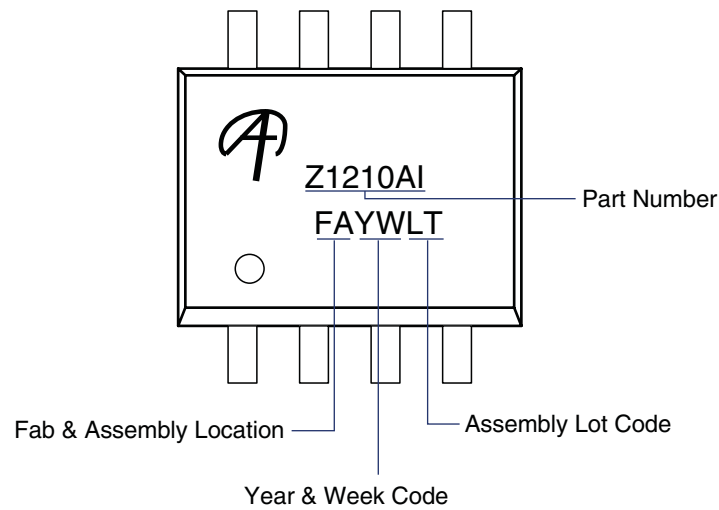 Z1210AI
Part Number
FAYWLT
Fab & Assembly Location
Assembly Lot Code
Year & Week Code